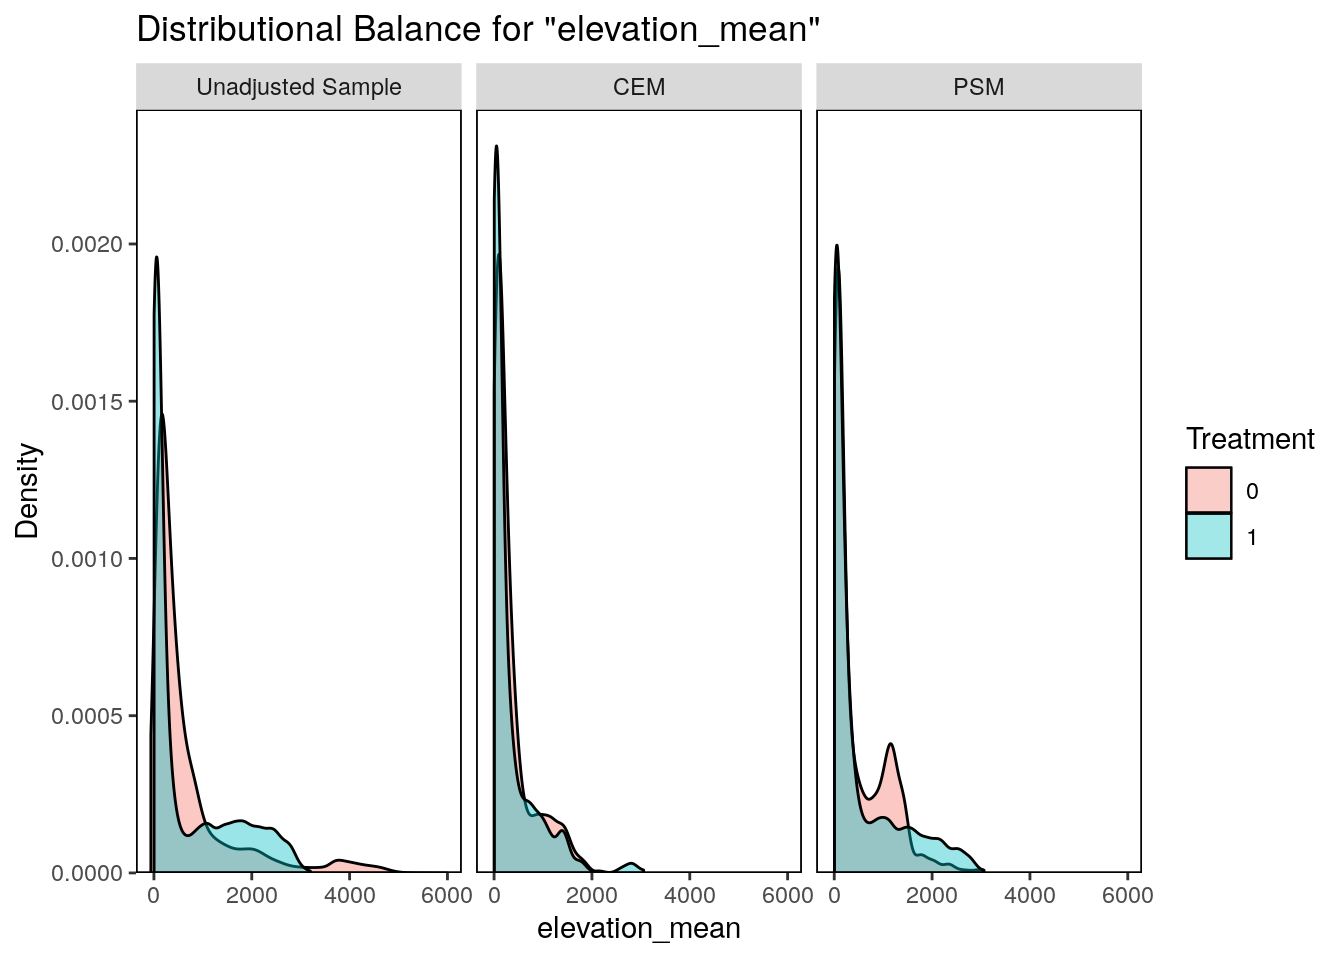 Distributional Balance for "elevation_mean"
Unadjusted Sample CEM PSM
0.0020
0.0015
0.0010
0.0005
0.0000
Density
0 2000 4000 6000 0 2000 4000 6000 0 2000 4000 6000
elevation_mean
Treatment
0
1